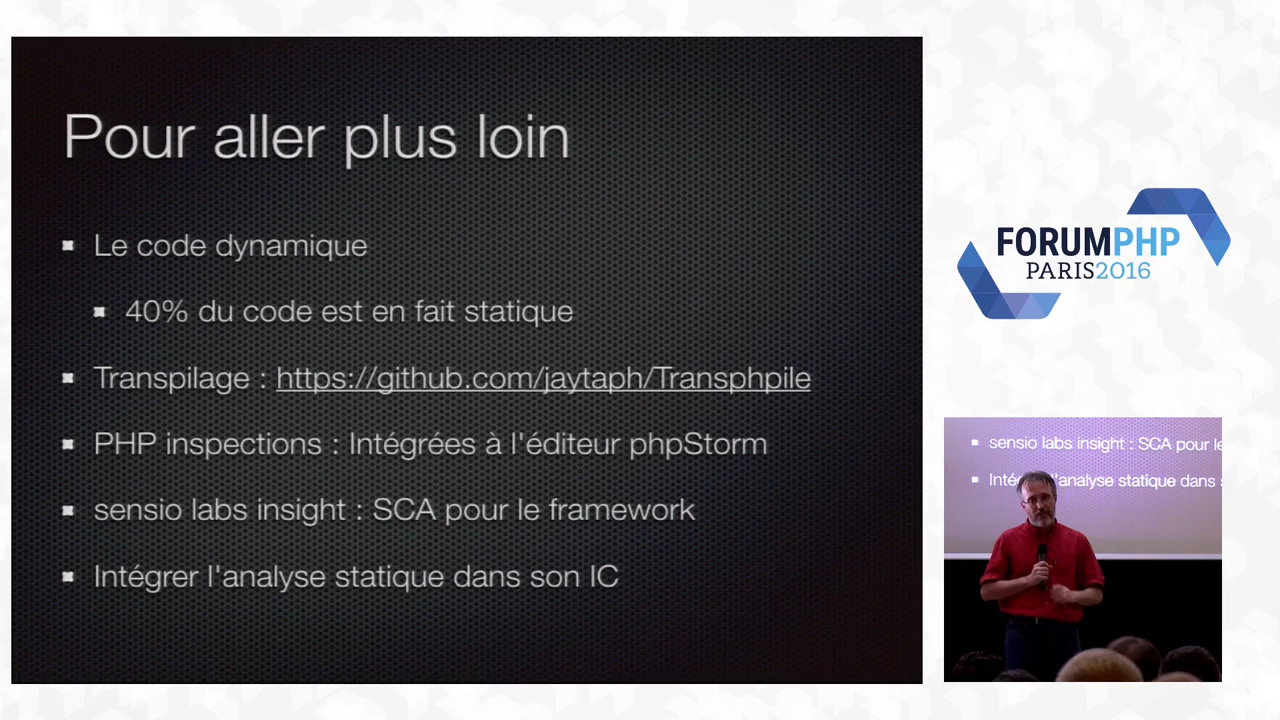 Pour aller plus loin
Le code dynamique
40% du code est en fait statique
Transpilage : https://github.com/jaytaph/Transphpile
PHP inspections : Intégrées à l'éditeur phpStorm
sensio labs insight : SCA pour le framework
Intégrer l'analyse statique dans son IC
FORUMPHP
PARIS2016
sensio labs insight : SCA pour le
l'analyse statique dans